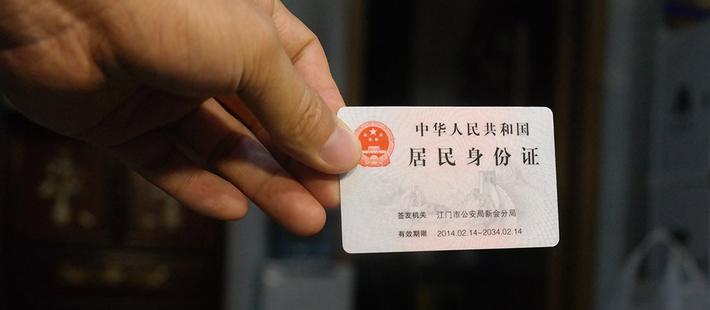 中华人民共和国
居民身份证
签发机关 江门市公安局新会分局
有效期限 2014.02.14-2034.02.14